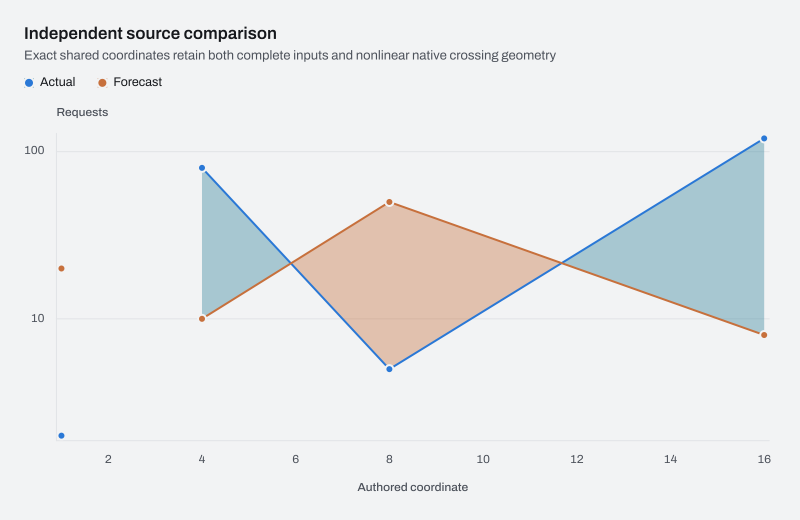 Independent source comparison
Exact shared coordinates retain both complete inputs and nonlinear native crossing geometry
Actual Forecast
Requests
100
10
2 4 6 8 10 12 14 16
Authored coordinate